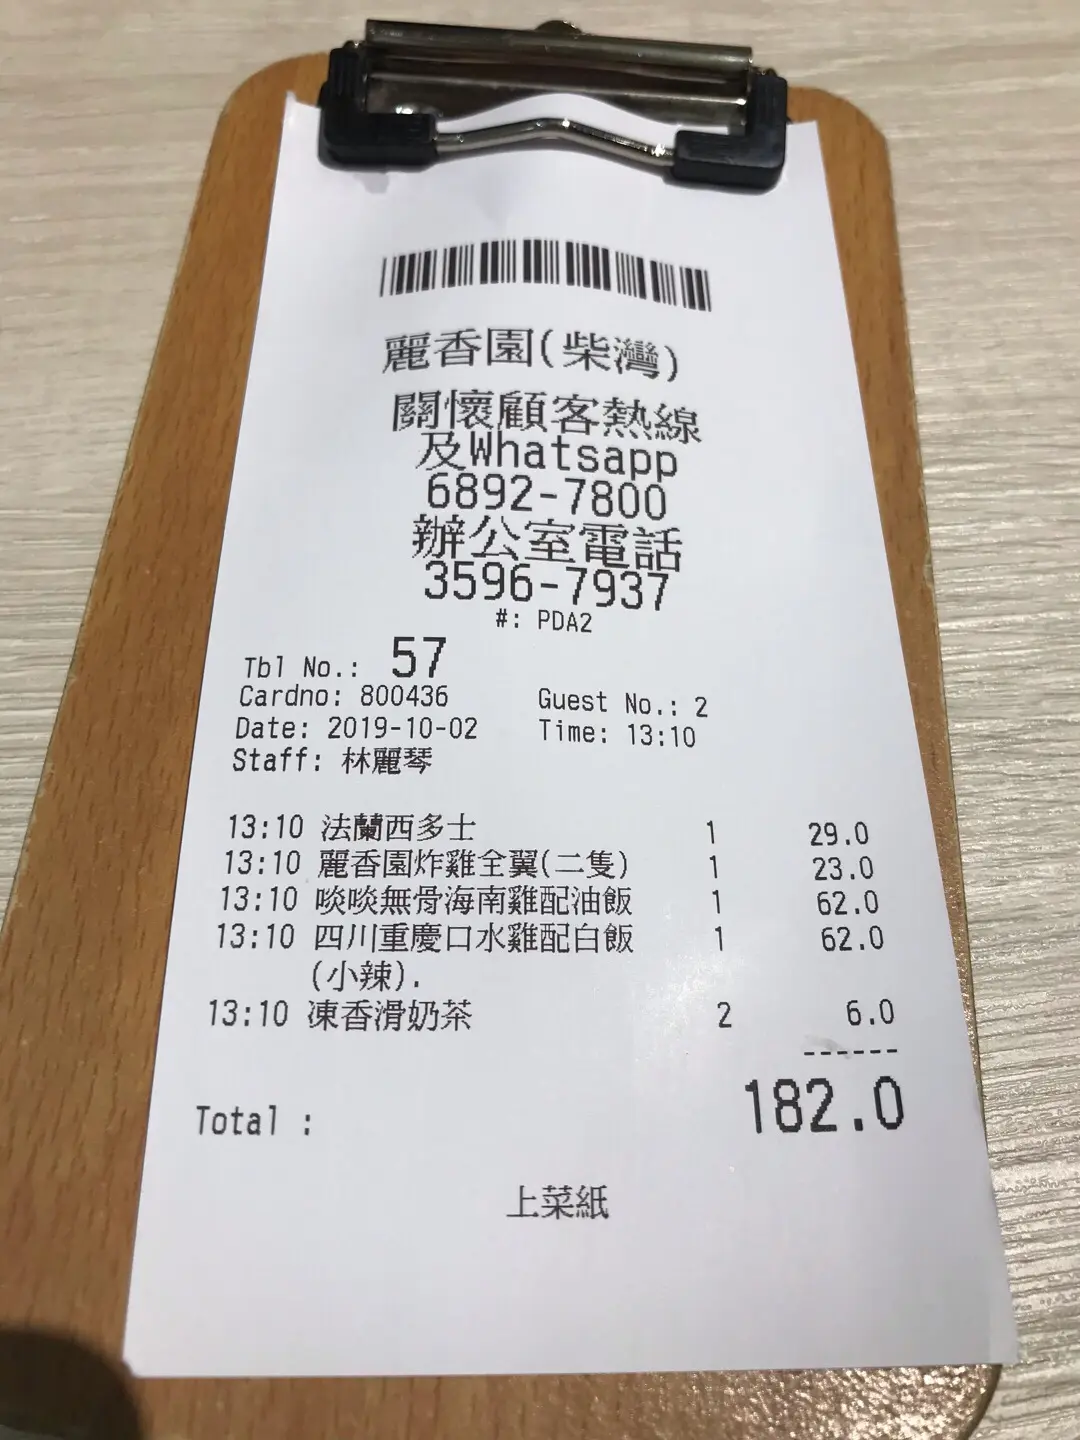 麗香園(柴灣)
關懷顧客熱線
及Whatsapp
6892-7800
辦公室電話
3596-7937
#: PDA2
Tbl No.: 57
Cardno: 800436 Guest No.: 2
Date: 2019-10-02 Time: 13:10
Staff: 林麗琴
13:10 法蘭西多士 1 29.0
13:10 麗香園炸雞全翼(二隻) 1 23.0
13:10 啖啖無骨海南雞配油飯 1 62.0
13:10 四川重慶口水雞配白飯 1 62.0
(小辣).
13:10 凍香滑奶茶 2 6.0
------
Total : 182.0
上菜紙